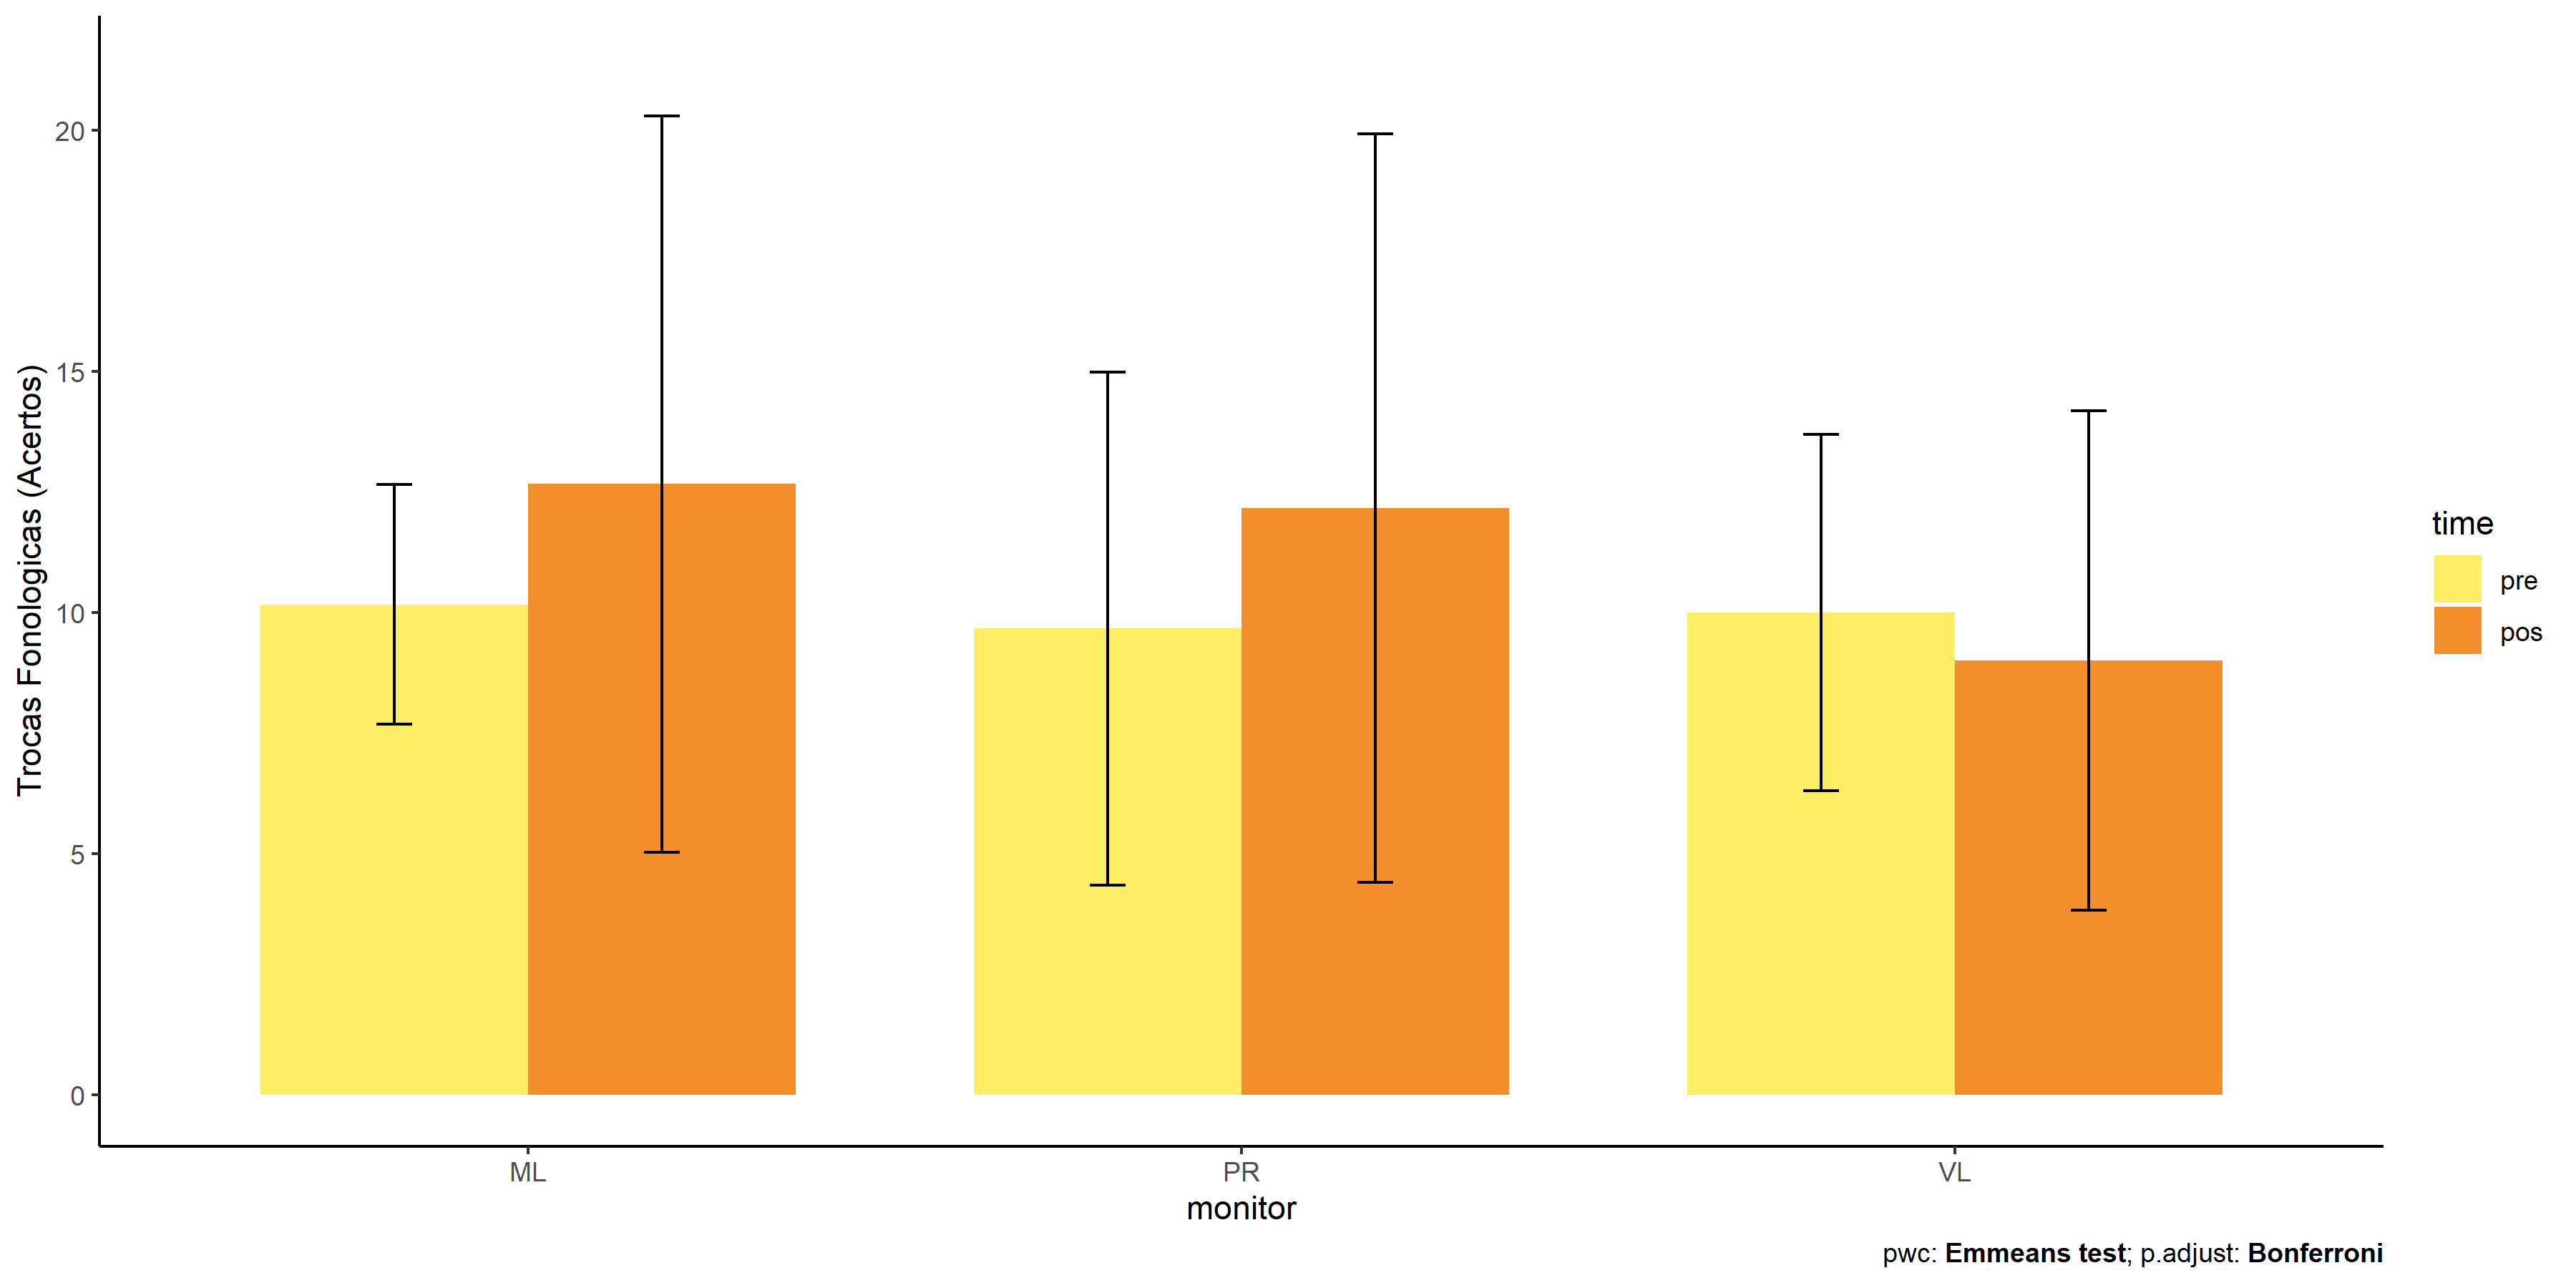 Trocas Fonologicas (Acertos)
20
15
10
5
0
ML
PR
VL
monitor
time
pre
pos
pwc: Emmeans test; p.adjust: Bonferroni